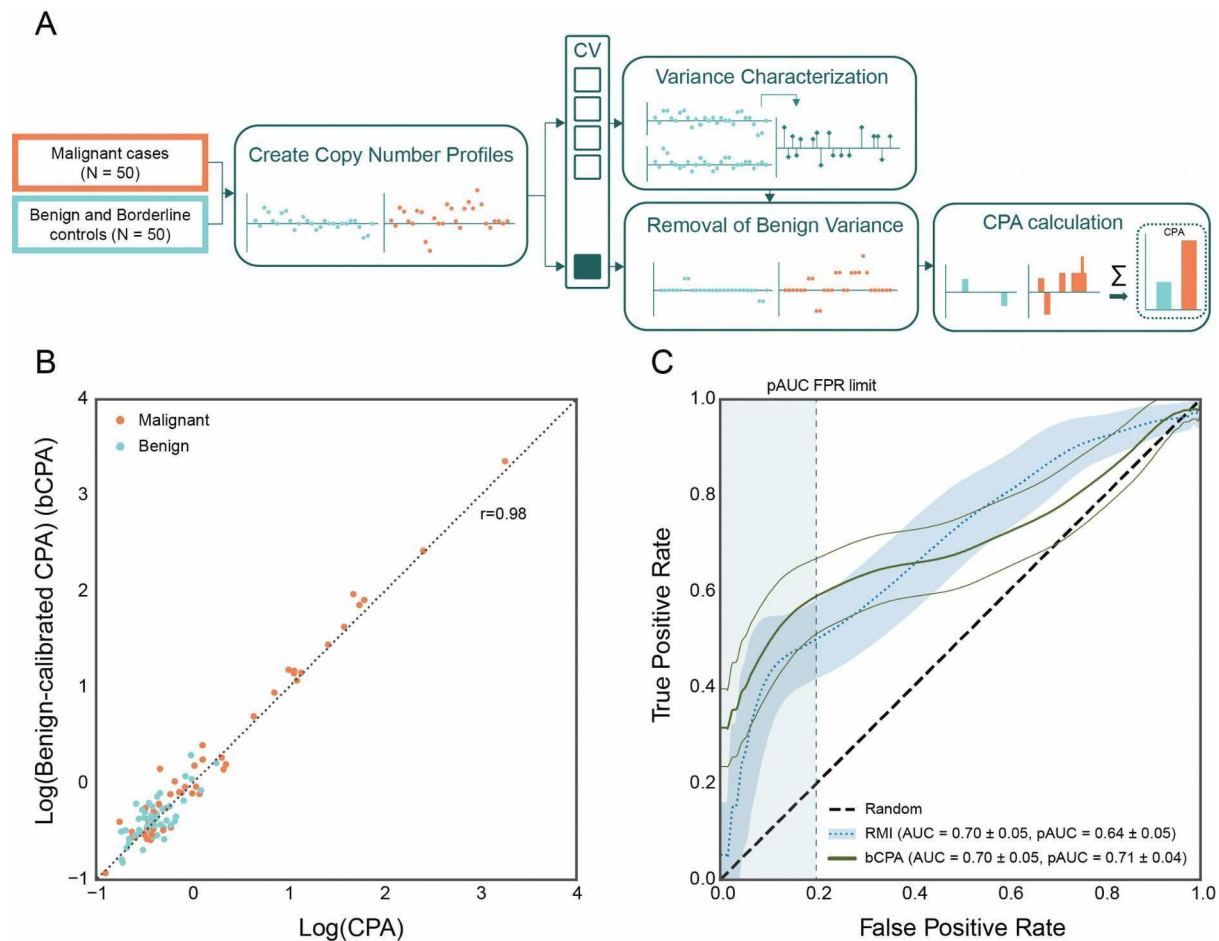 A
CV
Variance Characterization
Malignant cases
(N = 50)
Create Copy Number Profiles
Benign and Borderline
controls (N = 50)
Removal of Benign Variance
CPA calculation
CPA
Σ
B
4
Malignant
Benign
3
r=0.98
2
1
0
−1
−1
0
1
2
3
4
Log(Benign-calibrated CPA) (bCPA)
Log(CPA)
C
pAUC FPR limit
1.0
0.8
0.6
0.4
0.2
0.0
0.0
0.2
0.4
0.6
0.8
1.0
True Positive Rate
False Positive Rate
Random
RMI (AUC = 0.70 ± 0.05, pAUC = 0.64 ± 0.05)
bCPA (AUC = 0.70 ± 0.05, pAUC = 0.71 ± 0.04)